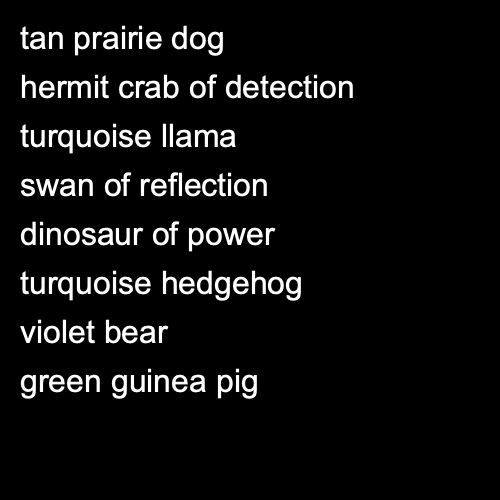 tan prairie dog
hermit crab of detection
turquoise llama
swan of reflection
dinosaur of power
turquoise hedgehog
violet bear
green guinea pig